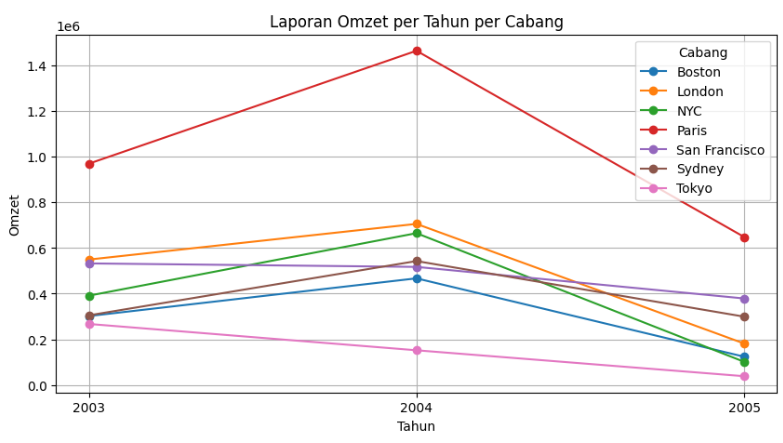 Laporan Omzet per Tahun per Cabang
1e6
1.4
1.2
1.0
0.8
0.6
0.4
0.2
0.0
Omzet
2003
2004
2005
Tahun
Cabang
Boston
London
NYC
Paris
San Francisco
Sydney
Tokyo